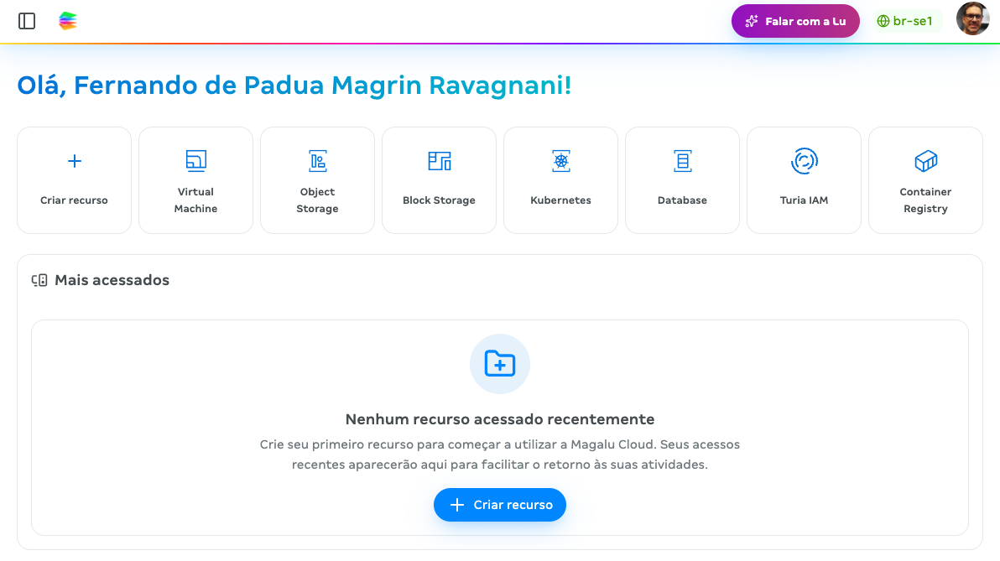 Falar com a Lu
br-se1
Olá, Fernando de Padua Magrin Ravagnani!
Criar recurso
Virtual
Machine
Object
Storage
Block Storage
Kubernetes
Database
Turia IAM
Container
Registry
Mais acessados
Nenhum recurso acessado recentemente
Crie seu primeiro recurso para começar a utilizar a Magalu Cloud. Seus acessos
recentes aparecerão aqui para facilitar o retorno às suas atividades.
Criar recurso